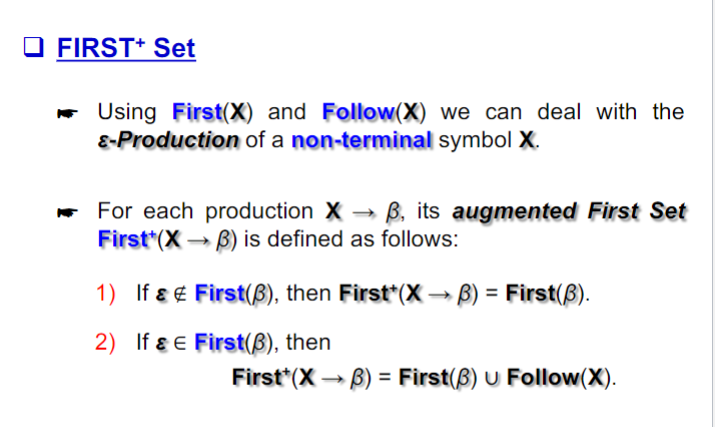 ❑ FIRST⁺ Set
☛ Using First(X) and Follow(X) we can deal with the
ε-Production of a non-terminal symbol X.
☛ For each production X → β, its augmented First Set
First⁺(X → β) is defined as follows:
1) If ε ∉ First(β), then First⁺(X → β) = First(β).
2) If ε ∈ First(β), then
First⁺(X → β) = First(β) ∪ Follow(X).